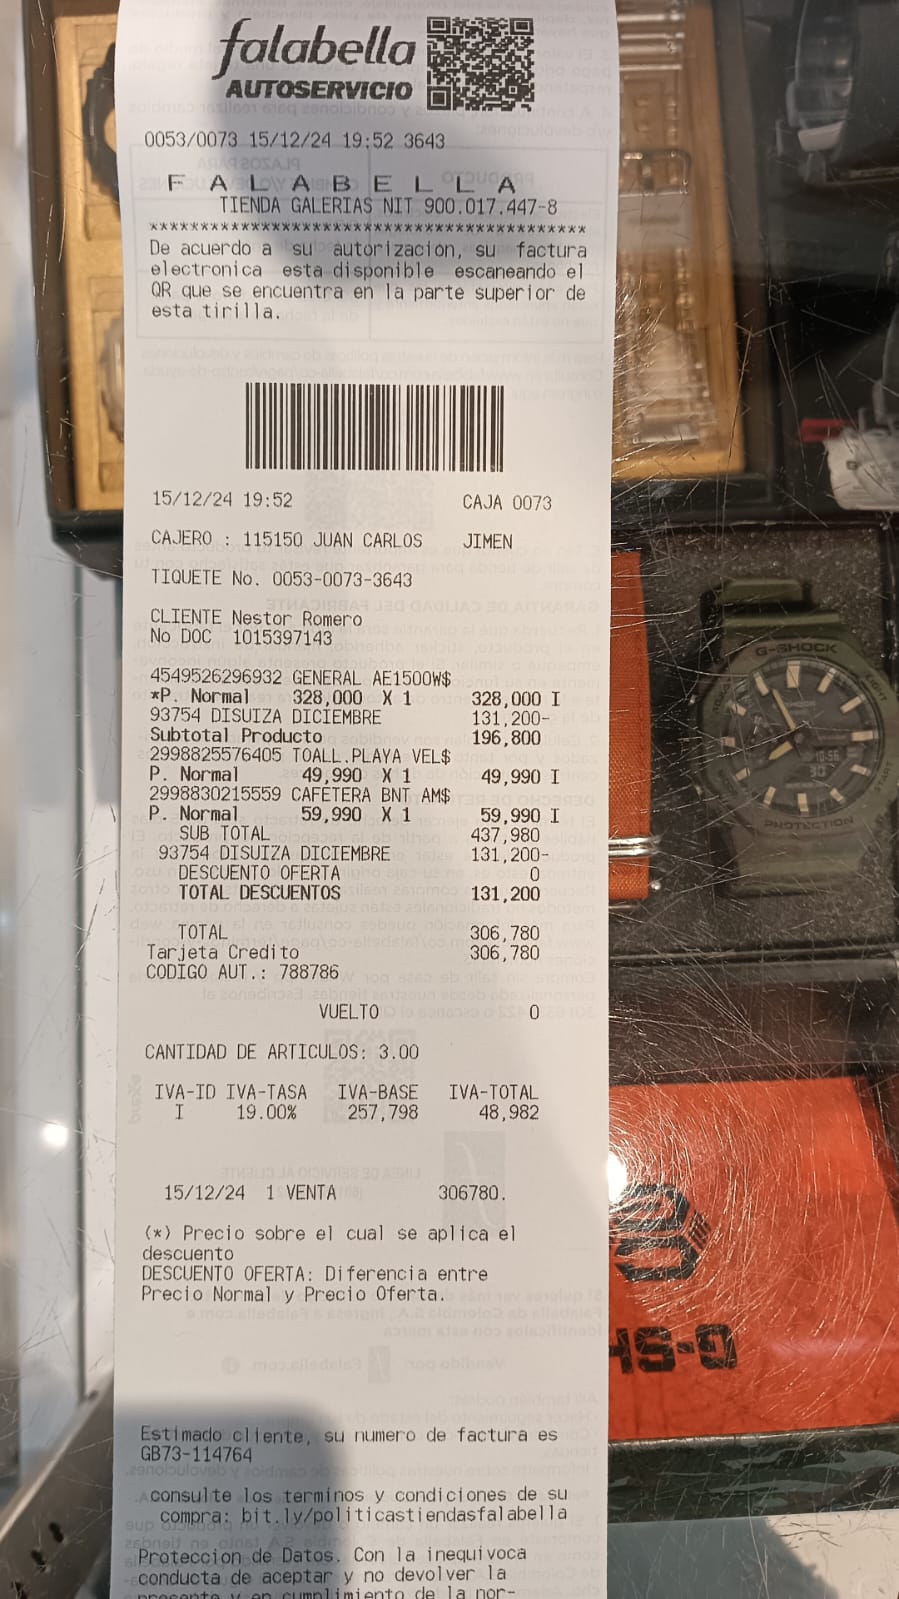 falabella
AUTOSERVICIO
0053/0073 15/12/24 19:52 3643
F A L A B E L L A
TIENDA GALERIAS NIT 900.017.447-8
*******************************************
De acuerdo a su autorizacion, su factura
electronica esta disponible escaneando el
QR que se encuentra en la parte superior de
esta tirilla.
15/12/24 19:52 CAJA 0073
CAJERO : 115150 JUAN CARLOS JIMEN
TIQUETE No. 0053-0073-3643
CLIENTE Nestor Romero
No DOC 1015397143
4549526296932 GENERAL AE1500W$
*P. Normal 328,000 X 1 328,000 I
93754 DISUIZA DICIEMBRE 131,200-
Subtotal Producto 196,800
2998825576405 TOALL.PLAYA VEL$
P. Normal 49,990 X 1 49,990 I
2998830215559 CAFETERA BNT AM$
P. Normal 59,990 X 1 59,990 I
SUB TOTAL 437,980
93754 DISUIZA DICIEMBRE 131,200-
DESCUENTO OFERTA 0
TOTAL DESCUENTOS 131,200
TOTAL 306,780
Tarjeta Credito 306,780
CODIGO AUT.: 788786
VUELTO 0
CANTIDAD DE ARTICULOS: 3.00
IVA-ID IVA-TASA IVA-BASE IVA-TOTAL
I 19.00% 257,798 48,982
15/12/24 1 VENTA 306780.
(*) Precio sobre el cual se aplica el
descuento
DESCUENTO OFERTA: Diferencia entre
Precio Normal y Precio Oferta.
Estimado cliente, su numero de factura es
GB73-114764
consulte los terminos y condiciones de su
compra: bit.ly/politicastiendasfalabella
Proteccion de Datos. Con la inequivoca
conducta de aceptar y no devolver la
presente y en cumplimiento de la nor-
G-SHOCK
LIGHT
START
PROTECTION
G-SH